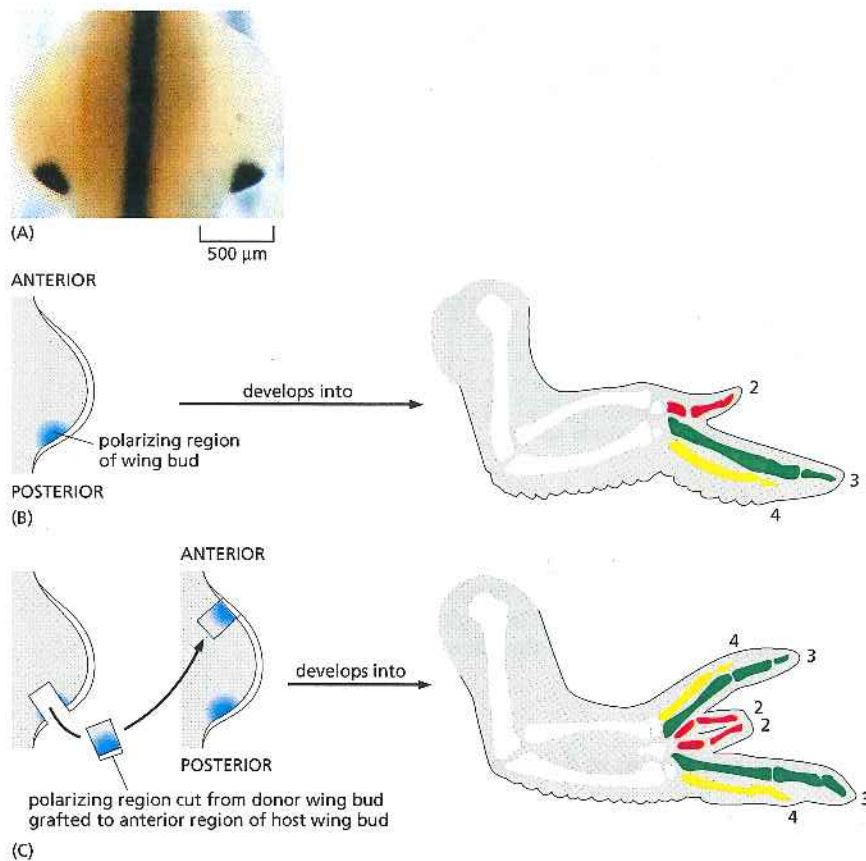 (A)
500 µm
ANTERIOR
develops into
2
polarizing region
of wing bud
3
POSTERIOR
4
(B)
ANTERIOR
4
3
develops into
2
2
POSTERIOR
polarizing region cut from donor wing bud
grafted to anterior region of host wing bud
4
3
(C)